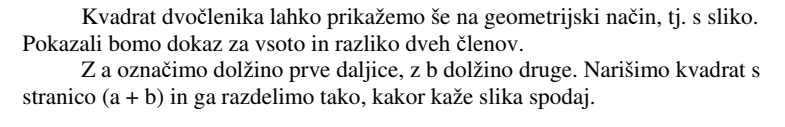 Kvadrat dvočlenika lahko prikažemo še na geometrijski način, tj. s sliko.
Pokazali bomo dokaz za vsoto in razliko dveh členov.
Z a označimo dolžino prve daljice, z b dolžino druge. Narišimo kvadrat s
stranico (a + b) in ga razdelimo tako, kakor kaže slika spodaj.